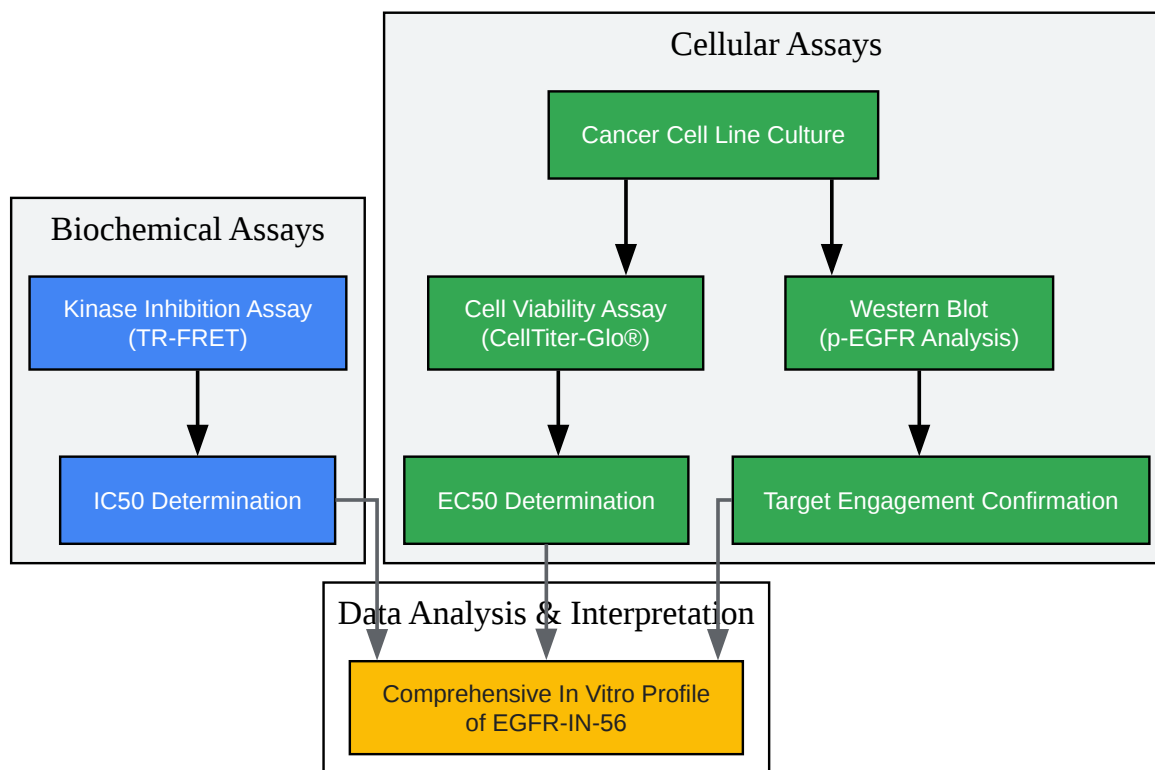 Cellular Assays
Cancer Cell Line Culture
Biochemical Assays
Kinase Inhibition Assay
(TR-FRET)
Cell Viability Assay
(CellTiter-Glo®)
Western Blot
(p-EGFR Analysis)
IC50 Determination
EC50 Determination
Target Engagement Confirmation
Data Analysis & Interpretation
Comprehensive In Vitro Profile
of EGFR-IN-56